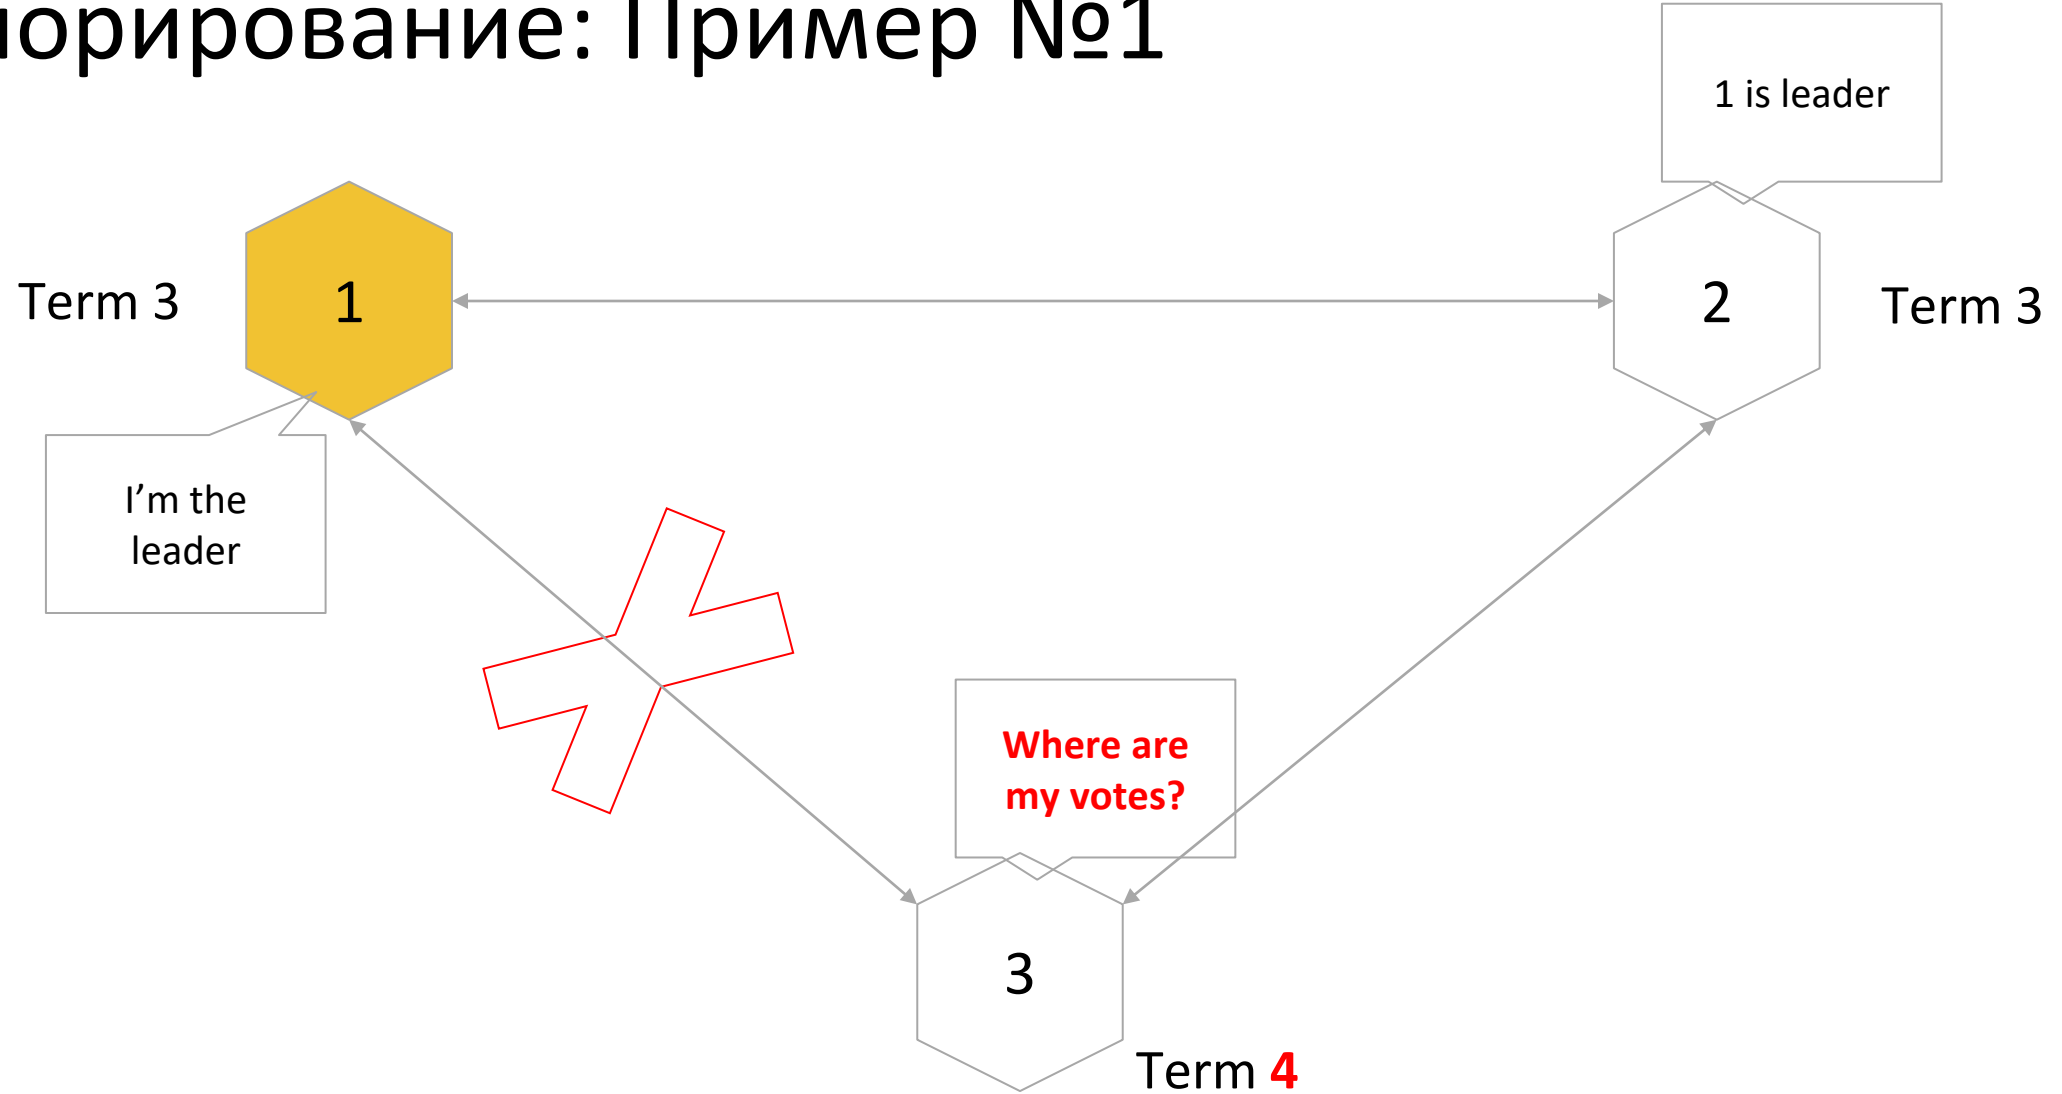 Пример №1
1 is leader
Term 3
1
2
Term 3
I’m the
leader
Where are
my votes?
3
Term 4